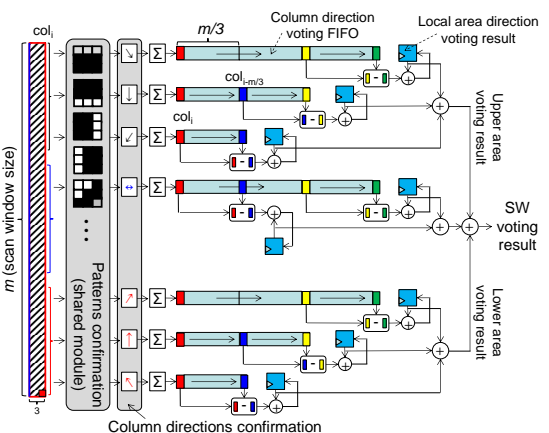 m/3
Column direction
voting FIFO
Local area direction
voting result
col_i
Σ
-
+
col_i-m/3
Σ
-
+
+
Upper area
voting result
col_i
Σ
-
+
m (scan window size)
Σ
-
+
-
+
+
+
SW
voting
result
Patterns confirmation
(shared module)
Σ
-
+
Σ
-
+
+
Lower area
voting result
Σ
-
+
3
Column directions confirmation